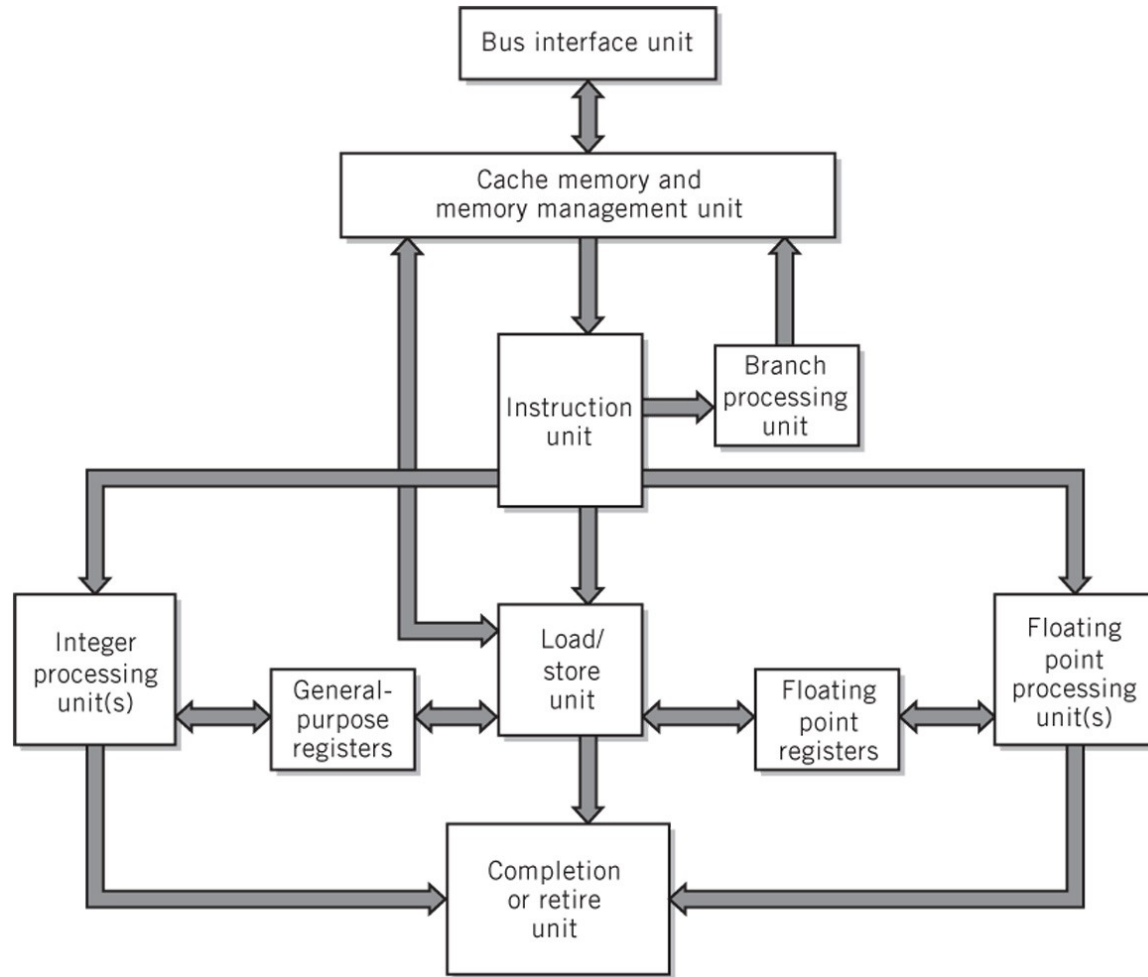 Bus interface unit
Cache memory and
memory management unit
Instruction
unit
Branch
processing
unit
Integer
processing
unit(s)
General-
purpose
registers
Load/
store
unit
Floating
point
registers
Floating
point
processing
unit(s)
Completion
or retire
unit